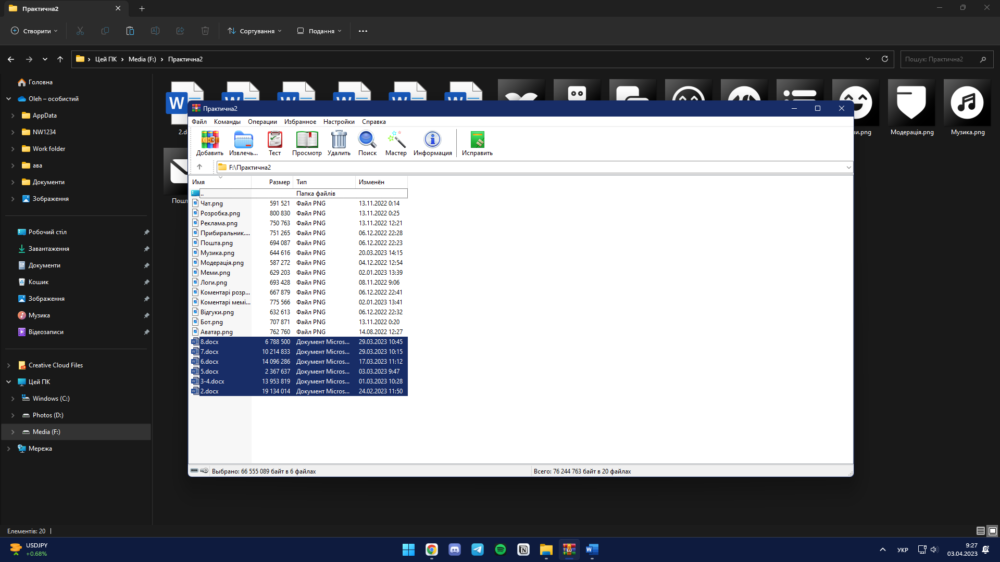 Практична2
Створити
Сортування
Подання
Цей ПК
Media (F:)
Практична2
Пошук: Практична2
Головна
Oleh – особистий
AppData
NW1234
Work folder
ава
Документи
Зображення
Робочий стіл
Завантаження
Документи
Кошик
Зображення
Музика
Відеозаписи
Creative Cloud Files
Цей ПК
Windows (C:)
Photos (D:)
Media (F:)
Мережа
2.d
Модерація.png
Музика.png
Пошт
Практична2
Файл Команды Операции Избранное Настройки Справка
Добавить Извлечь... Тест Просмотр Удалить Поиск Мастер Информация Исправить
F:\Практична2
Имя Размер Тип Изменён
.. Папка файлів
Чат.png 591 521 Файл PNG 13.11.2022 0:14
Розробка.png 800 830 Файл PNG 13.11.2022 0:25
Реклама.png 750 763 Файл PNG 13.11.2022 12:21
Прибиральник.... 751 265 Файл PNG 06.12.2022 22:28
Пошта.png 694 087 Файл PNG 06.12.2022 22:23
Музика.png 644 616 Файл PNG 20.03.2023 14:15
Модерація.png 587 272 Файл PNG 04.12.2022 12:54
Меми.png 629 203 Файл PNG 02.01.2023 13:39
Логи.png 693 428 Файл PNG 08.11.2022 9:06
Коментарі розр... 667 879 Файл PNG 06.12.2022 22:41
Коментарі мемі... 775 566 Файл PNG 02.01.2023 13:41
Відгуки.png 632 613 Файл PNG 06.12.2022 22:32
Бот.png 707 871 Файл PNG 13.11.2022 0:20
Аватар.png 762 760 Файл PNG 14.08.2022 12:27
8.docx 6 788 500 Документ Micros... 29.03.2023 10:45
7.docx 10 214 833 Документ Micros... 29.03.2023 10:15
6.docx 14 096 286 Документ Micros... 17.03.2023 11:12
5.docx 2 367 637 Документ Micros... 03.03.2023 9:47
3-4.docx 13 953 819 Документ Micros... 01.03.2023 10:28
2.docx 19 134 014 Документ Micros... 24.02.2023 11:50
Выбрано: 66 555 089 байт в 6 файлах
Всего: 76 244 763 байт в 20 файлах
Елементів: 20
USDJPY
+0.68%
УКР
9:27
03.04.2023